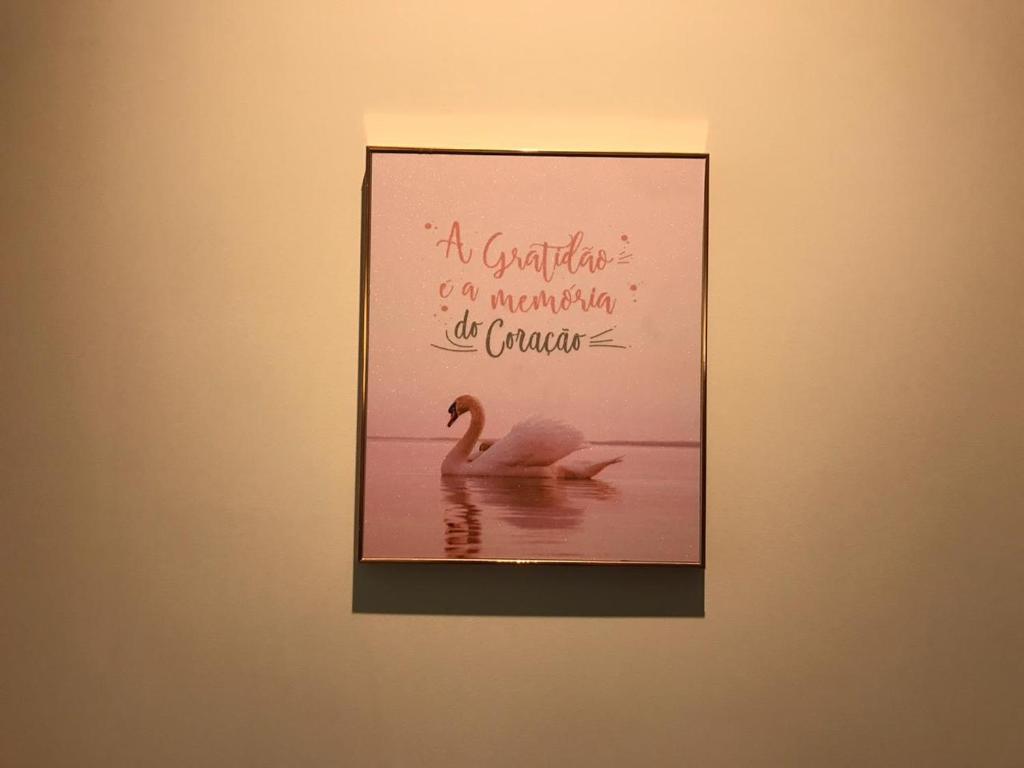 A Gratidão
é a memória
do Coração